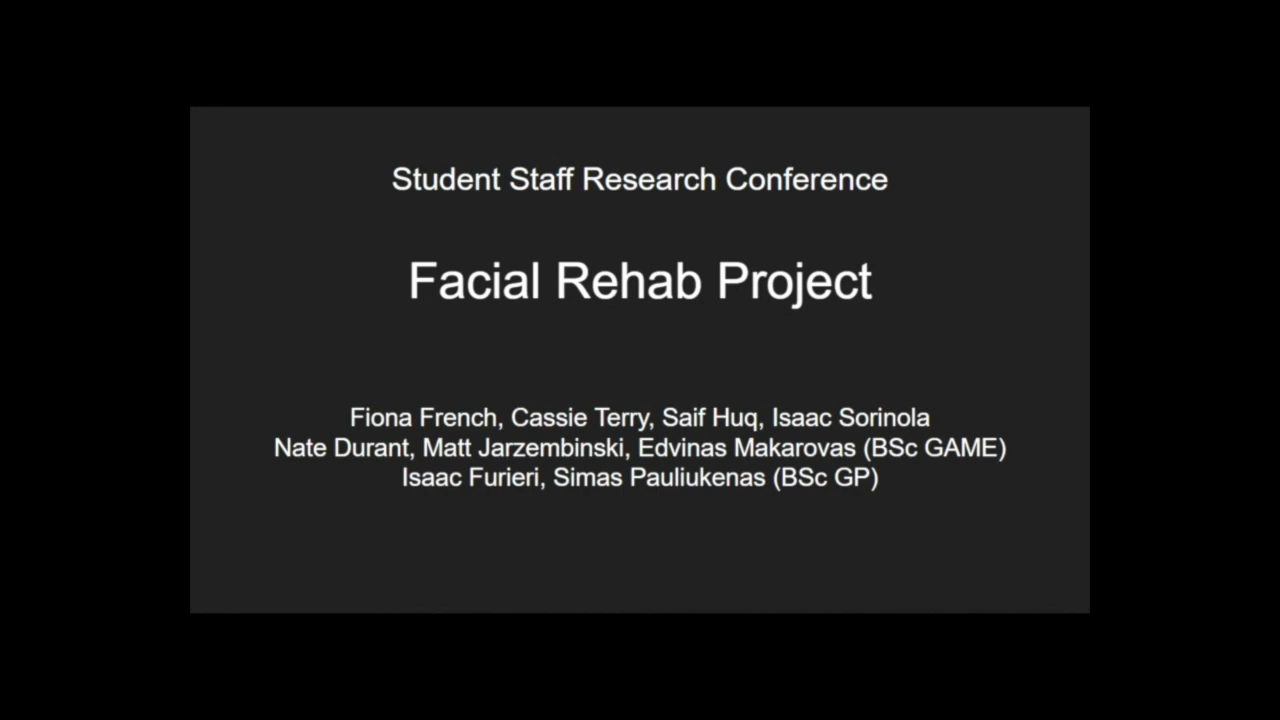 Student Staff Research Conference
Facial Rehab Project
Fiona French, Cassie Terry, Saif Huq, Isaac Sorinola
Nate Durant, Matt Jarzembinski, Edvinas Makarovas (BSc GAME)
Isaac Furieri, Simas Pauliukenas (BSc GP)